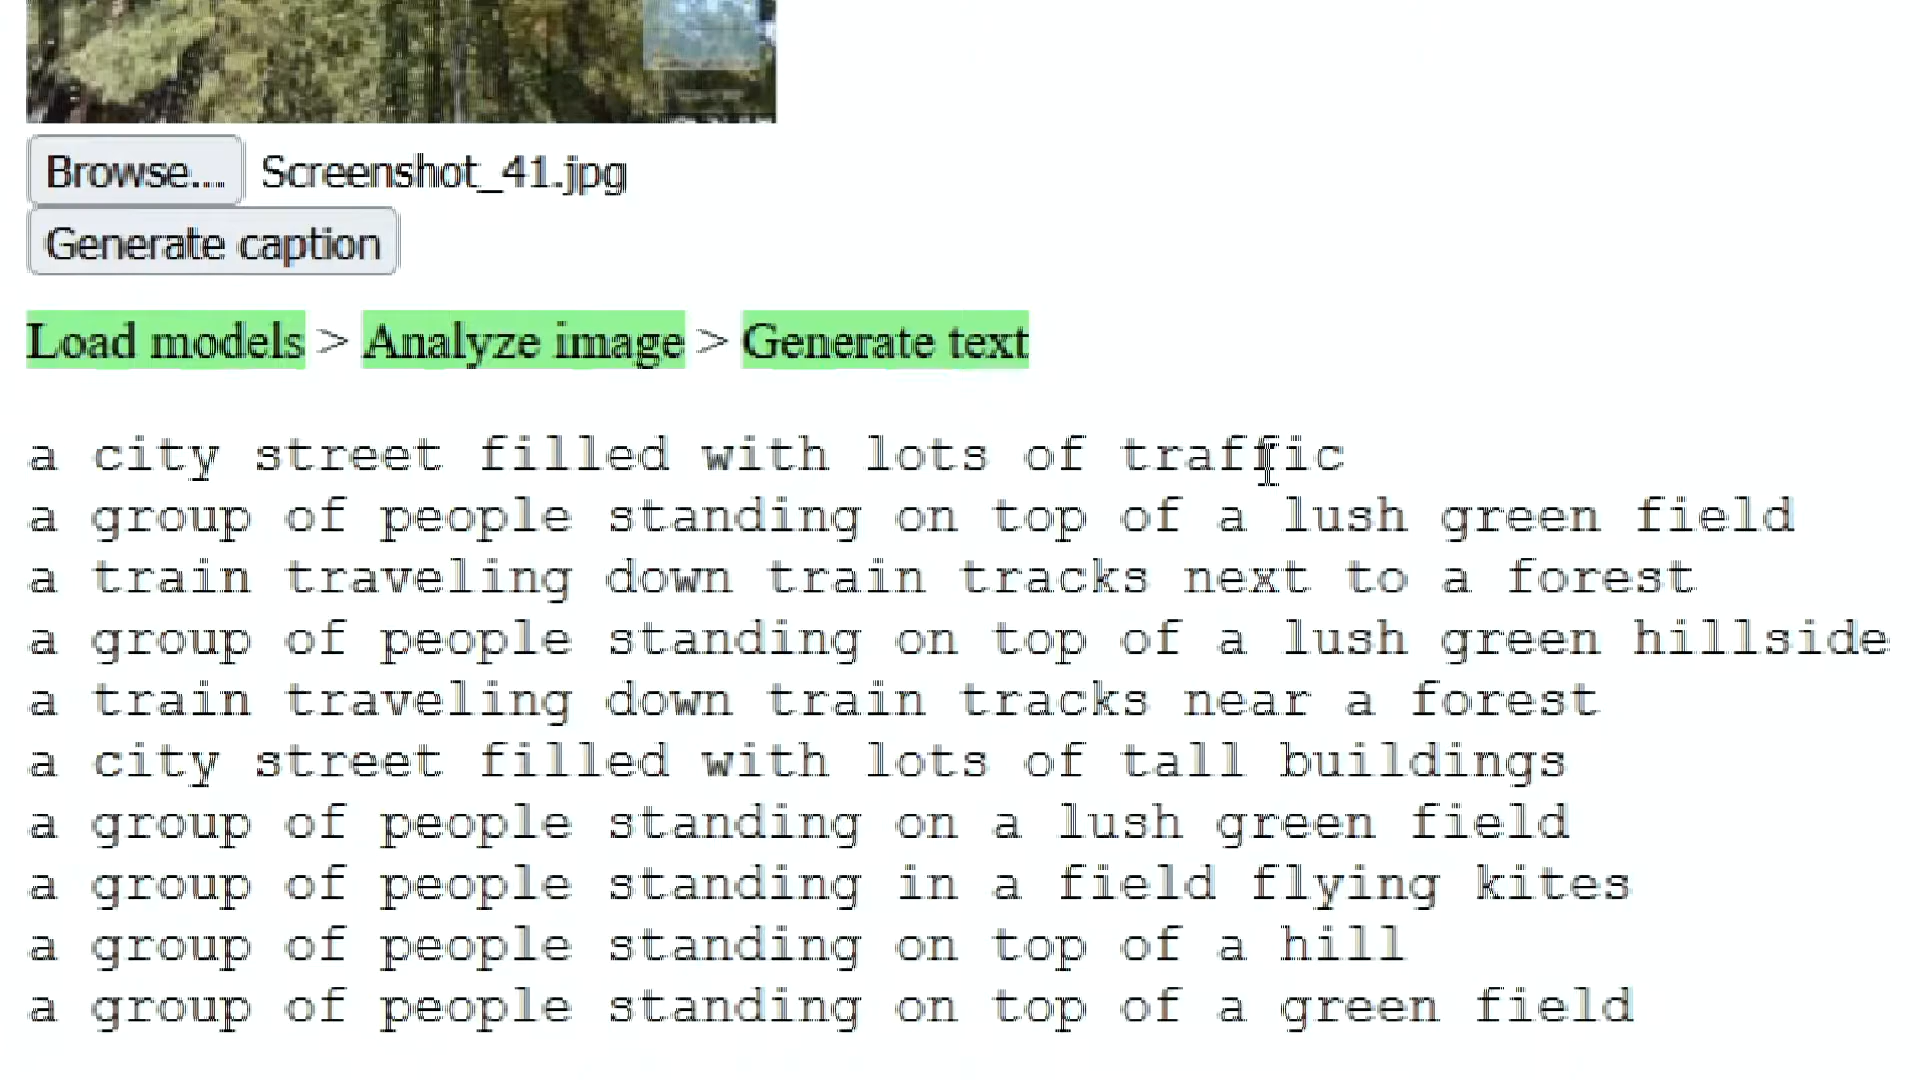 Browse... Screenshot_41.jpg
Generate caption
Load models > Analyze image > Generate text
a city street filled with lots of traffic
a group of people standing on top of a lush green field
a train traveling down train tracks next to a forest
a group of people standing on top of a lush green hillside
a train traveling down train tracks near a forest
a city street filled with lots of tall buildings
a group of people standing on a lush green field
a group of people standing in a field flying kites
a group of people standing on top of a hill
a group of people standing on top of a green field